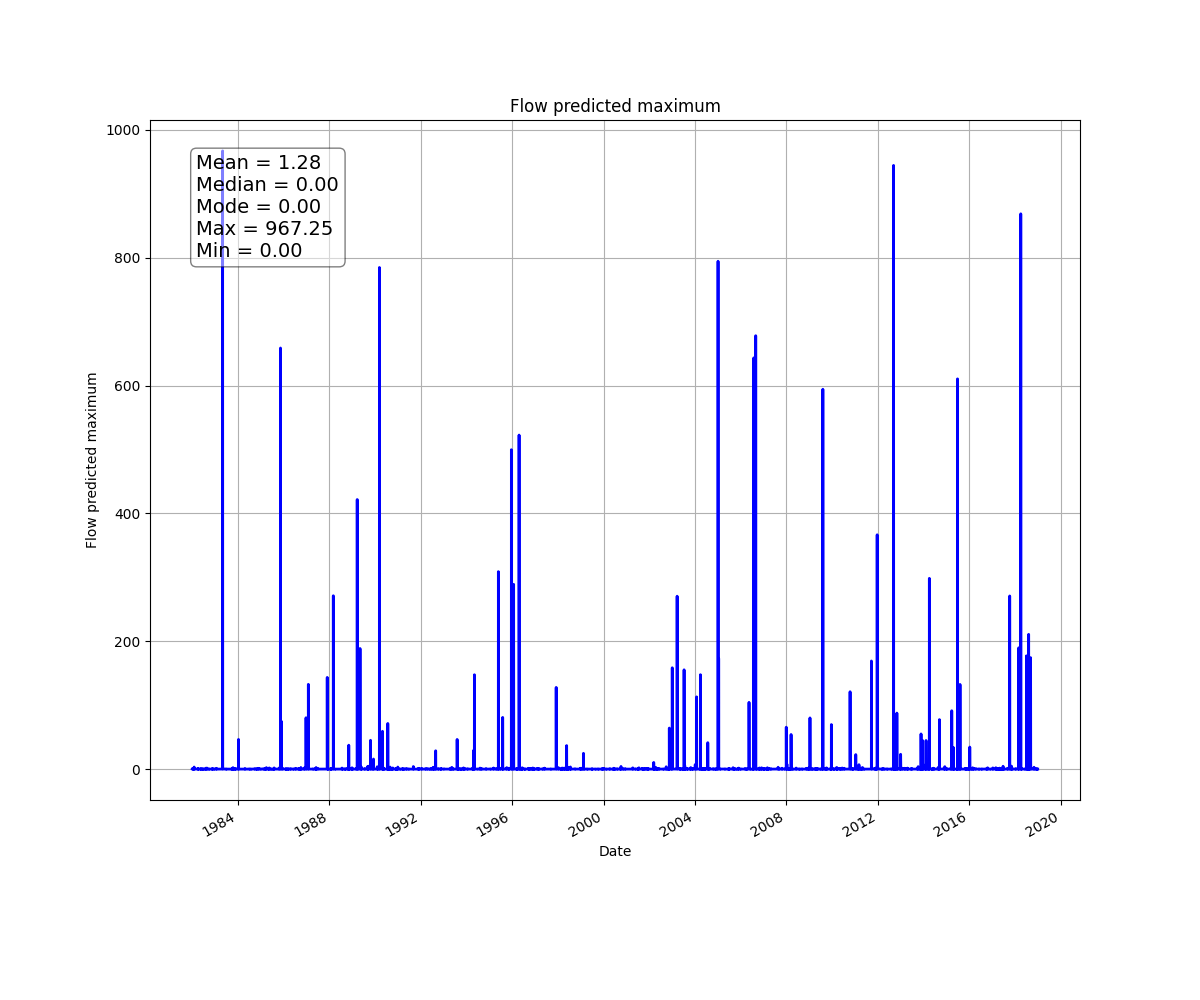 Flow predicted maximum
1000
800
600
400
200
0
Flow predicted maximum
Mean = 1.28
Median = 0.00
Mode = 0.00
Max = 967.25
Min = 0.00
1984
1988
1992
1996
2000
2004
2008
2012
2016
2020
Date